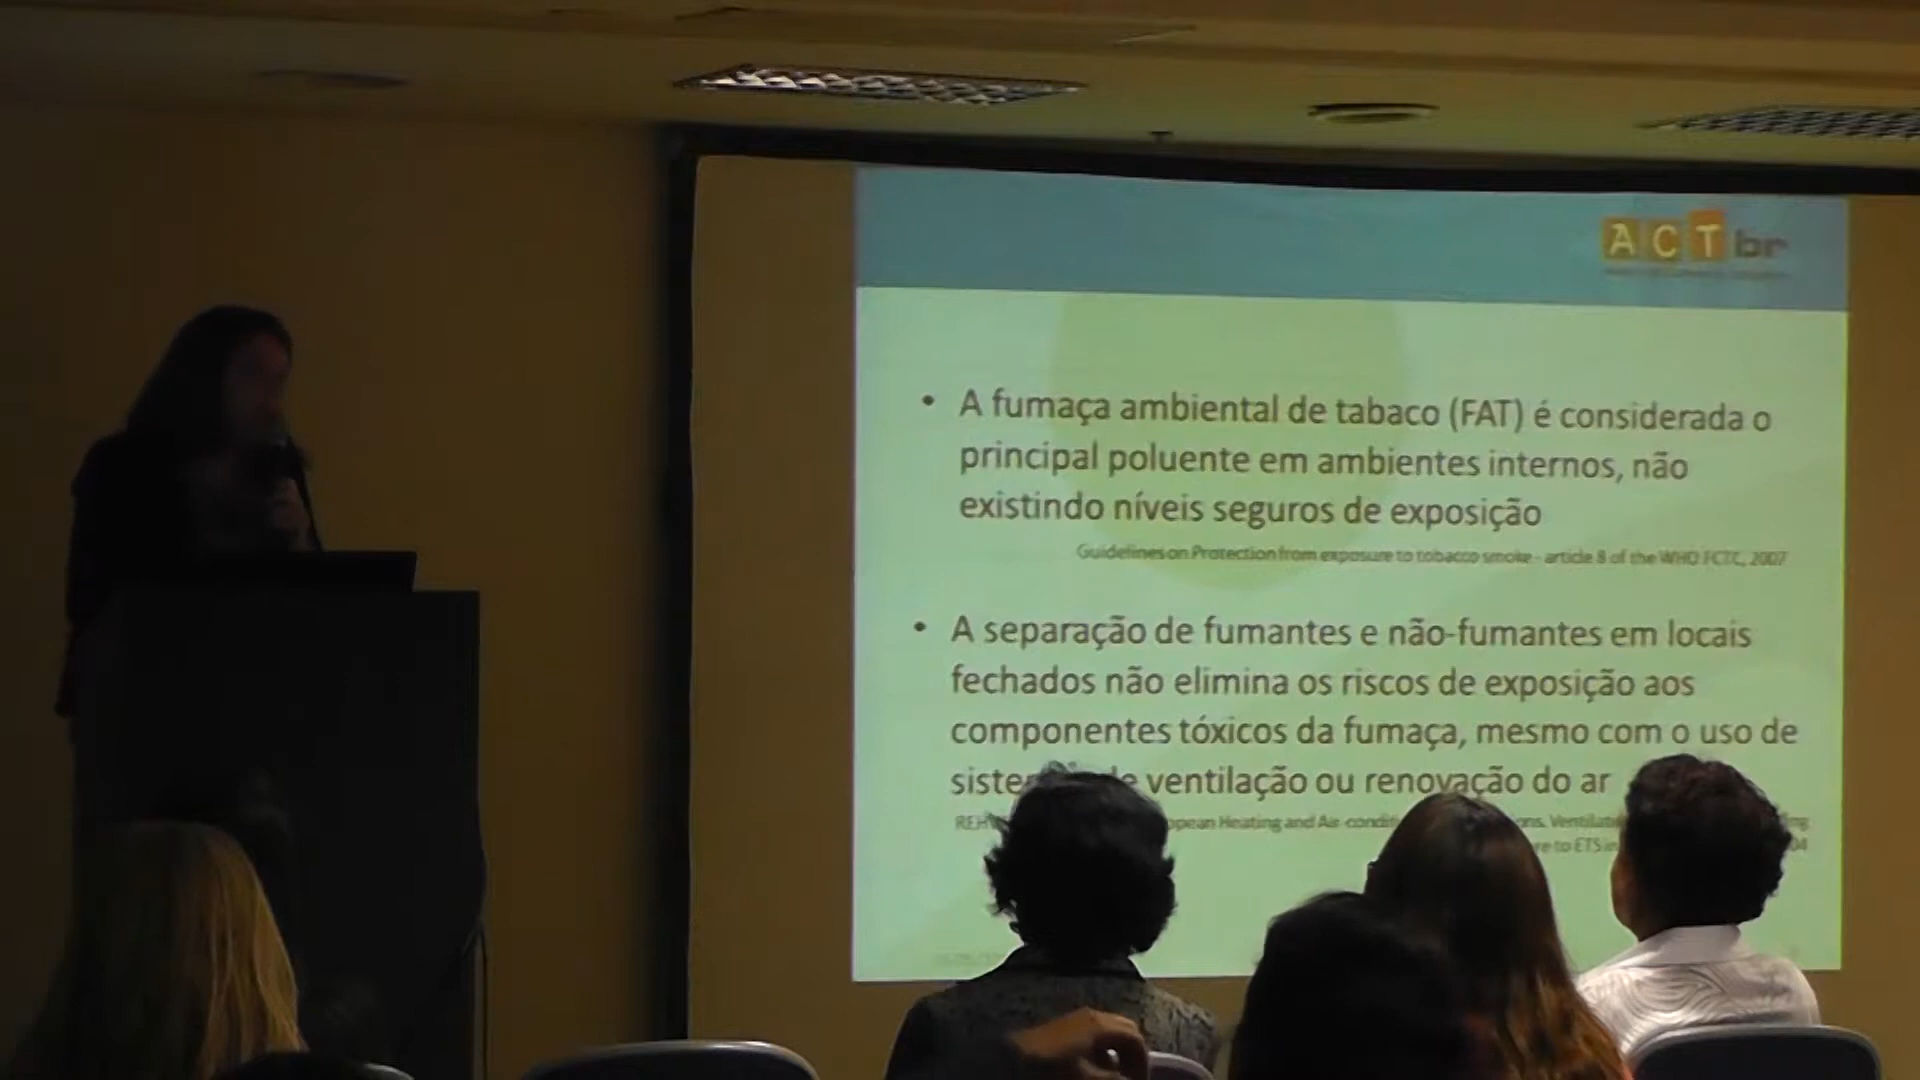 ACT br
• A fumaça ambiental de tabaco (FAT) é considerada o
principal poluente em ambientes internos, não
existindo níveis seguros de exposição
Guidelines on Protection from exposure to tobacco smoke - article 8 of the WHO FCTC, 2007
• A separação de fumantes e não-fumantes em locais
fechados não elimina os riscos de exposição aos
componentes tóxicos da fumaça, mesmo com o uso de
ventilação ou renovação do ar
Heating and Air
to ETS